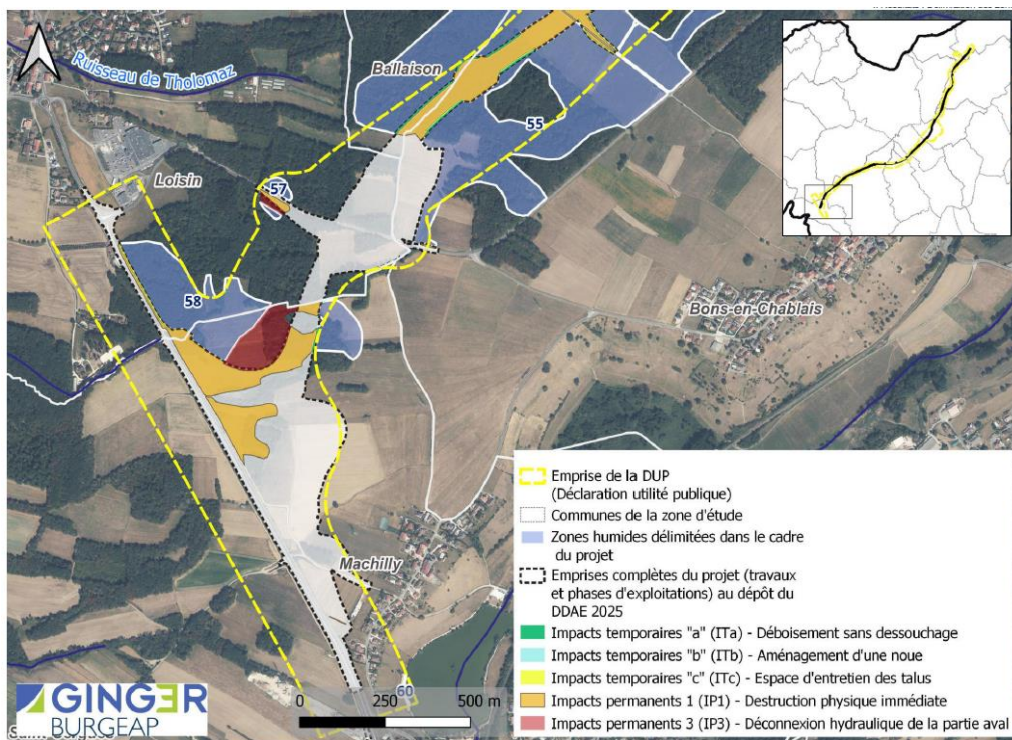 Ruisseau de Tholomaz
Ballaison
55
57
Loisin
58
Bons-en-Chablais
Machilly
60
Emprise de la DUP
(Déclaration utilité publique)
Communes de la zone d'étude
Zones humides délimitées dans le cadre
du projet
Emprises complètes du projet (travaux
et phases d'exploitations) au dépôt du
DDAE 2025
Impacts temporaires "a" (ITa) - Déboisement sans dessouchage
Impacts temporaires "b" (ITb) - Aménagement d'une noue
Impacts temporaires "c" (ITc) - Espace d'entretien des talus
Impacts permanents 1 (IP1) - Destruction physique immédiate
Impacts permanents 3 (IP3) - Déconnexion hydraulique de la partie aval
GINGER
BURGEAP
0 250 500 m